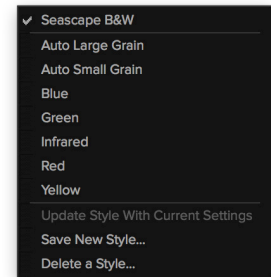 Seascape B&W
Auto Large Grain
Auto Small Grain
Blue
Green
Infrared
Red
Yellow
Update Style With Current Settings
Save New Style...
Delete a Style...